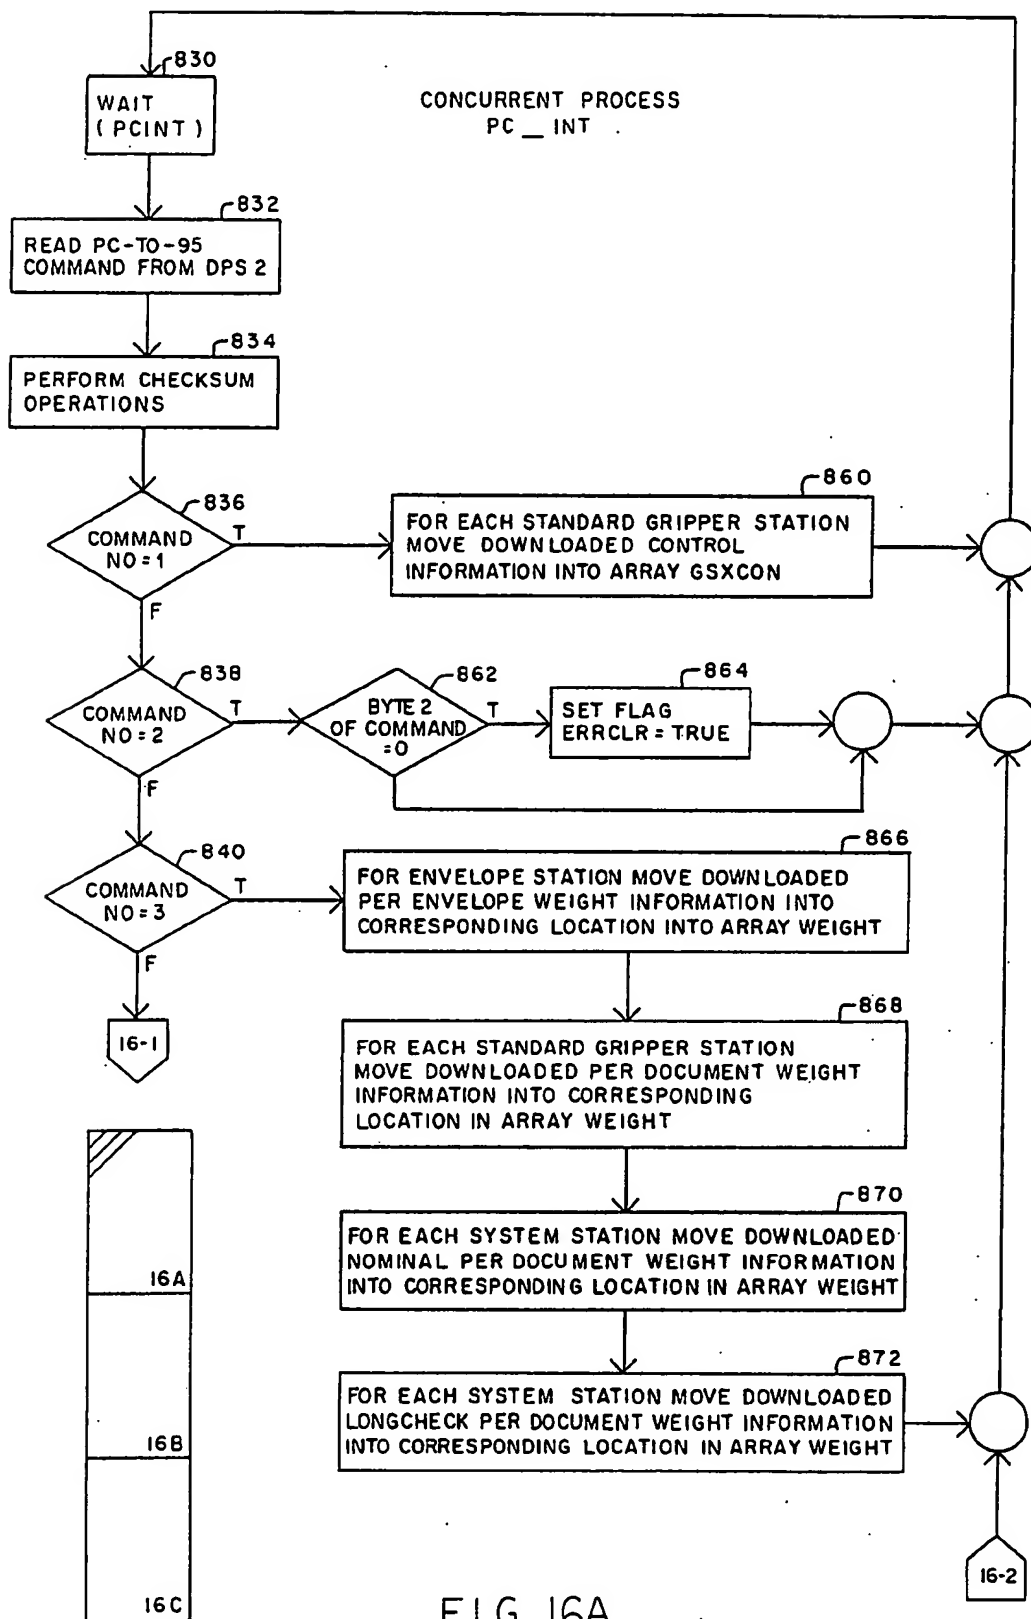 830
WAIT
(PCINT)
CONCURRENT PROCESS
PC __ INT
832
READ PC-TO-95
COMMAND FROM DPS 2
834
PERFORM CHECKSUM
OPERATIONS
836
COMMAND
NO=1
T
F
860
FOR EACH STANDARD GRIPPER STATION
MOVE DOWNLOADED CONTROL
INFORMATION INTO ARRAY GSXCON
838
COMMAND
NO=2
T
F
862
BYTE 2
OF COMMAND
=0
T
864
SET FLAG
ERRCLR = TRUE
840
COMMAND
NO=3
T
F
866
FOR ENVELOPE STATION MOVE DOWNLOADED
PER ENVELOPE WEIGHT INFORMATION INTO
CORRESPONDING LOCATION INTO ARRAY WEIGHT
16-1
868
FOR EACH STANDARD GRIPPER STATION
MOVE DOWNLOADED PER DOCUMENT WEIGHT
INFORMATION INTO CORRESPONDING
LOCATION IN ARRAY WEIGHT
870
FOR EACH SYSTEM STATION MOVE DOWNLOADED
NOMINAL PER DOCUMENT WEIGHT INFORMATION
INTO CORRESPONDING LOCATION IN ARRAY WEIGHT
872
FOR EACH SYSTEM STATION MOVE DOWNLOADED
LONGCHECK PER DOCUMENT WEIGHT INFORMATION
INTO CORRESPONDING LOCATION IN ARRAY WEIGHT
16-2
16A
16B
16C
FIG. 16A